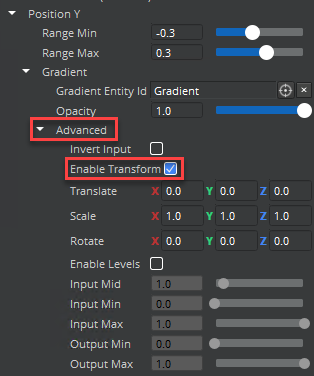 Position Y
Range Min -0.3
Range Max 0.3
Gradient
Gradient Entity Id Gradient
Opacity 1.0
Advanced
Invert Input
Enable Transform
Translate X 0.0 Y 0.0 Z 0.0
Scale X 1.0 Y 1.0 Z 1.0
Rotate X 0.0 Y 0.0 Z 0.0
Enable Levels
Input Mid 1.0
Input Min 0.0
Input Max 1.0
Output Min 0.0
Output Max 1.0